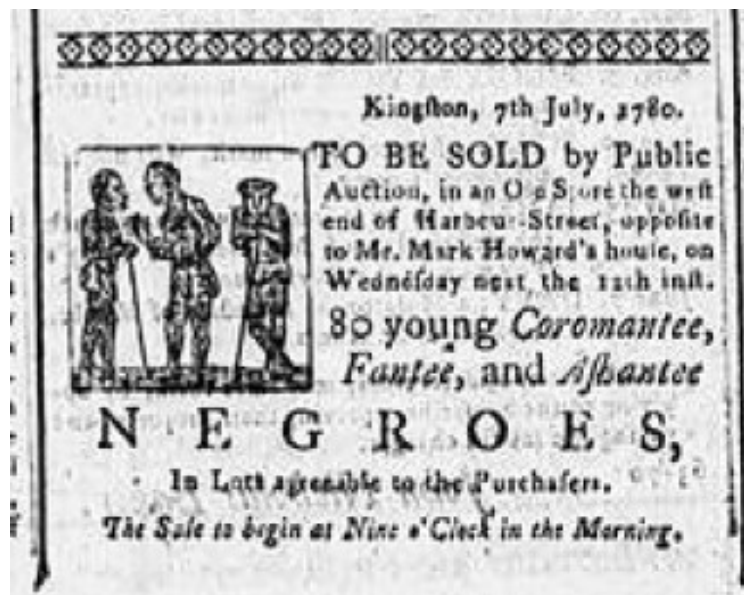 Kingſton, 7th July, 1780.
TO BE SOLD by Public
Auction, in an Store the weſt
end of Harbour-Street, oppoſite
to Mr. Mark Howard's houſe, on
Wedneſday next, the 12th inſt.
80 young Coromantee,
Fantee, and Aſhantee
NEGROES,
In Lots agreeable to the Purchaſers.
The Sale to begin at Nine o'Clock in the Morning.